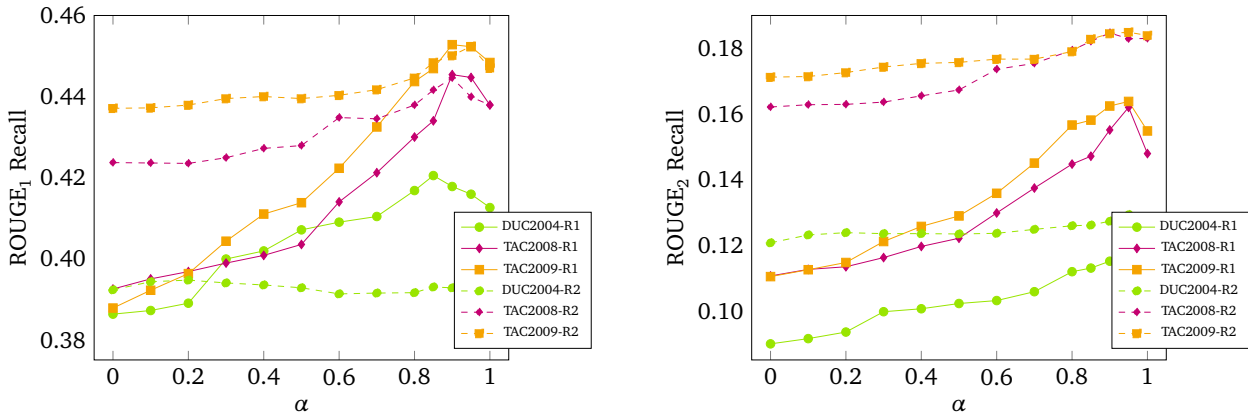 0.46
0.44
0.42
0.40
0.38
ROUGE1 Recall
0 0.2 0.4 0.6 0.8 1
α
DUC2004-R1
TAC2008-R1
TAC2009-R1
DUC2004-R2
TAC2008-R2
TAC2009-R2
0.18
0.16
0.14
0.12
0.10
ROUGE2 Recall
0 0.2 0.4 0.6 0.8 1
α
DUC2004-R1
TAC2008-R1
TAC2009-R1
DUC2004-R2
TAC2008-R2
TAC2009-R2